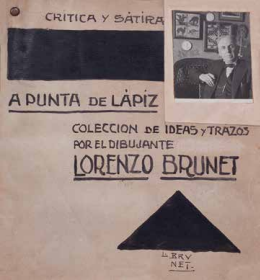 CRITICA Y SÁTIRA
A PUNTA DE LÁPIZ
COLECCION DE IDEAS Y TRAZOS
POR EL DIBUJANTE
LORENZO BRUNET
L. BRU
NET.